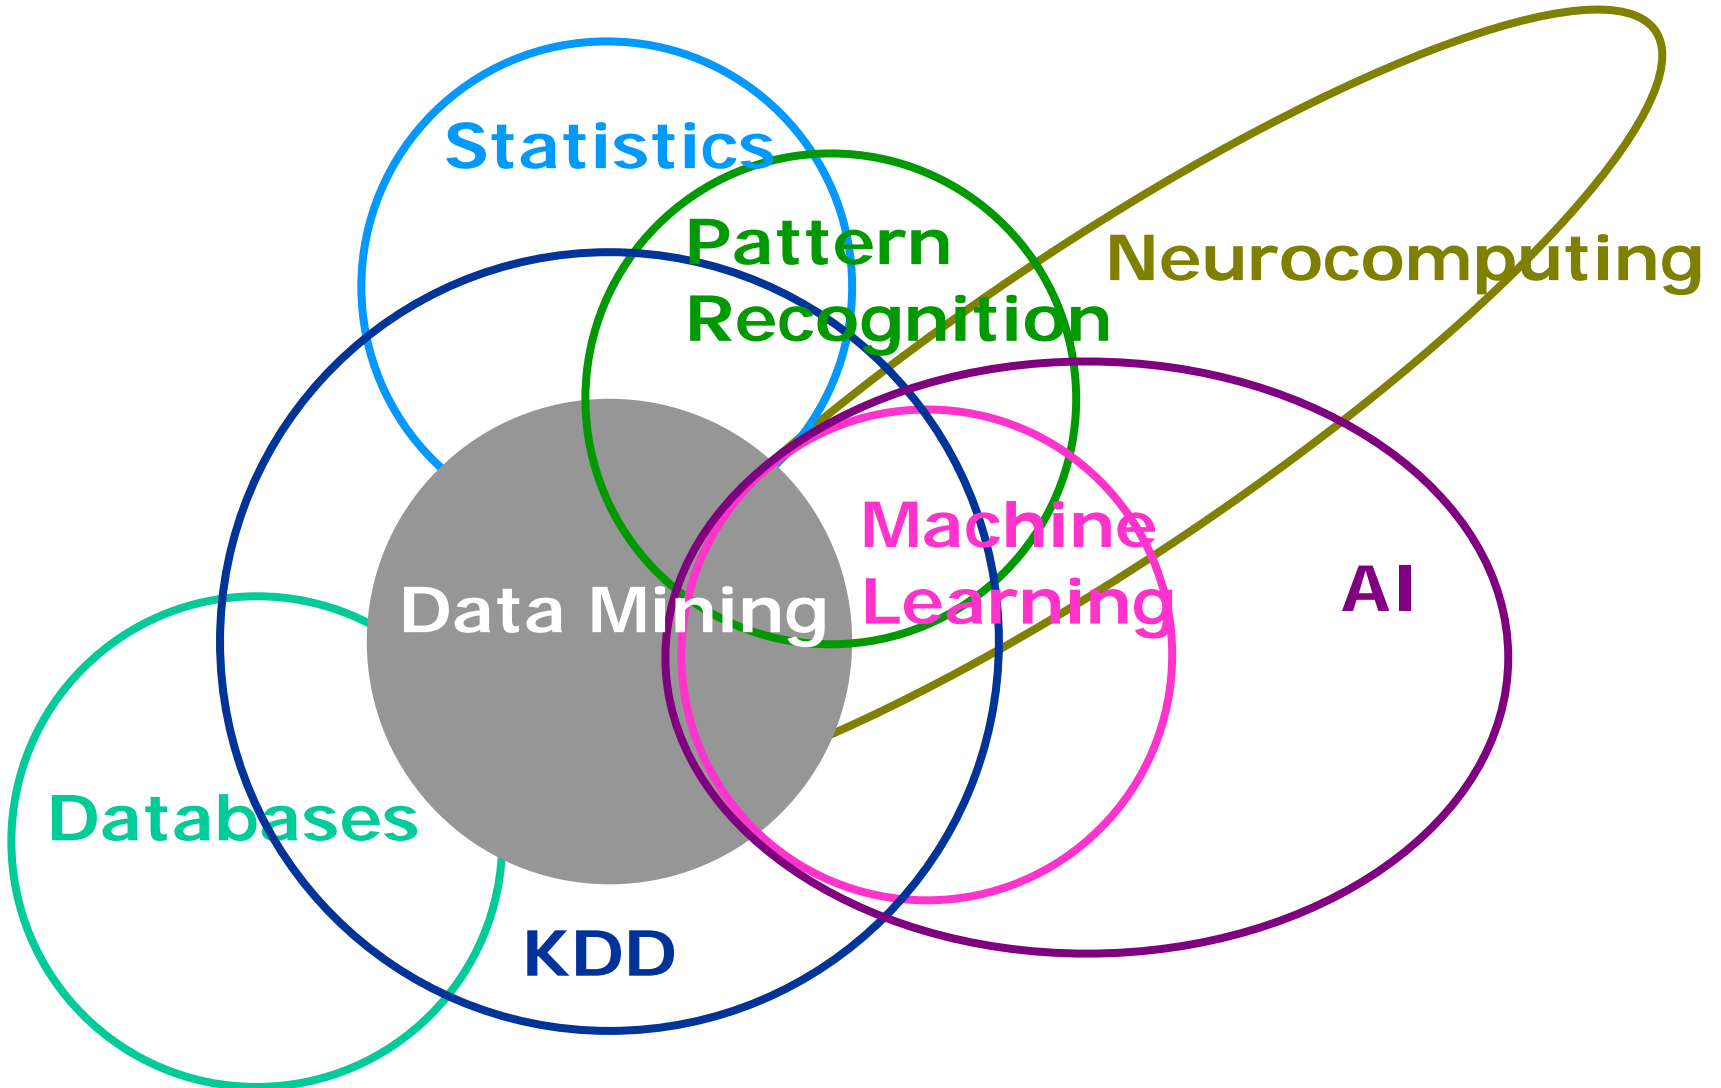 Statistics
Pattern
Recognition
Neurocomputing
Machine
Learning
AI
Data Mining
Databases
KDD